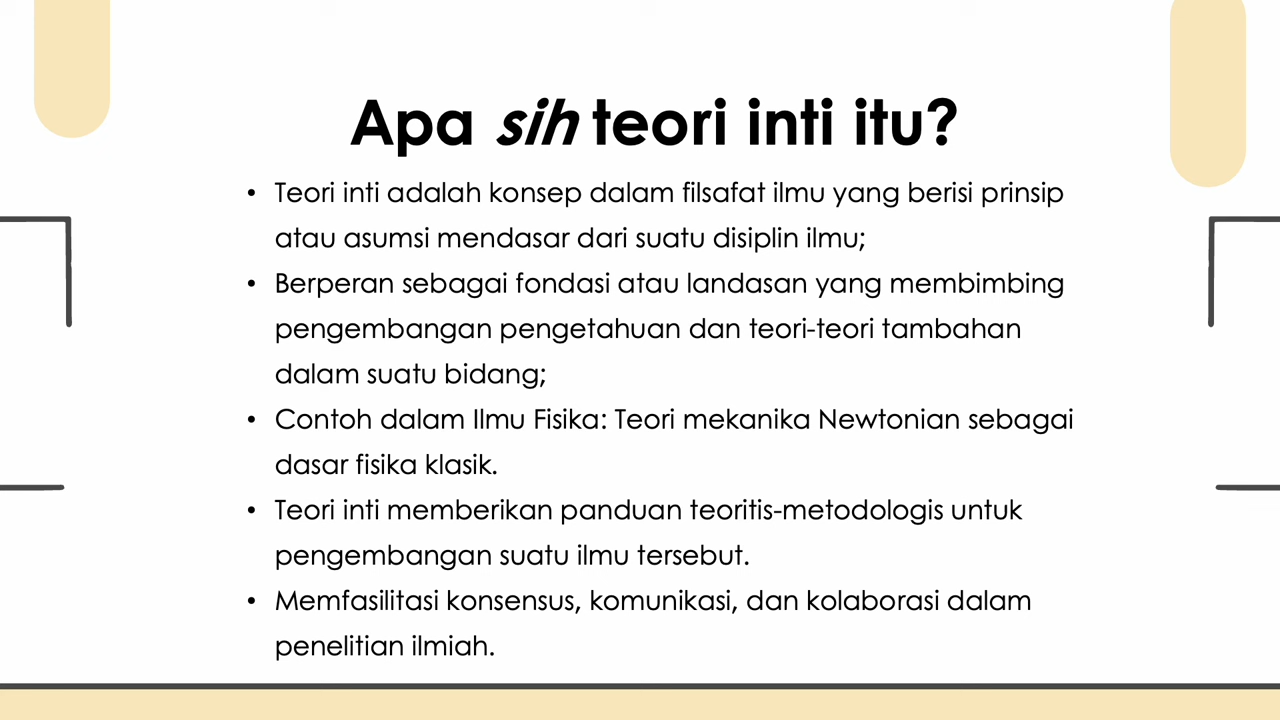 Apa sih teori inti itu?
• Teori inti adalah konsep dalam filsafat ilmu yang berisi prinsip
atau asumsi mendasar dari suatu disiplin ilmu;
• Berperan sebagai fondasi atau landasan yang membimbing
pengembangan pengetahuan dan teori-teori tambahan
dalam suatu bidang;
• Contoh dalam Ilmu Fisika: Teori mekanika Newtonian sebagai
dasar fisika klasik.
• Teori inti memberikan panduan teoritis-metodologis untuk
pengembangan suatu ilmu tersebut.
• Memfasilitasi konsensus, komunikasi, dan kolaborasi dalam
penelitian ilmiah.